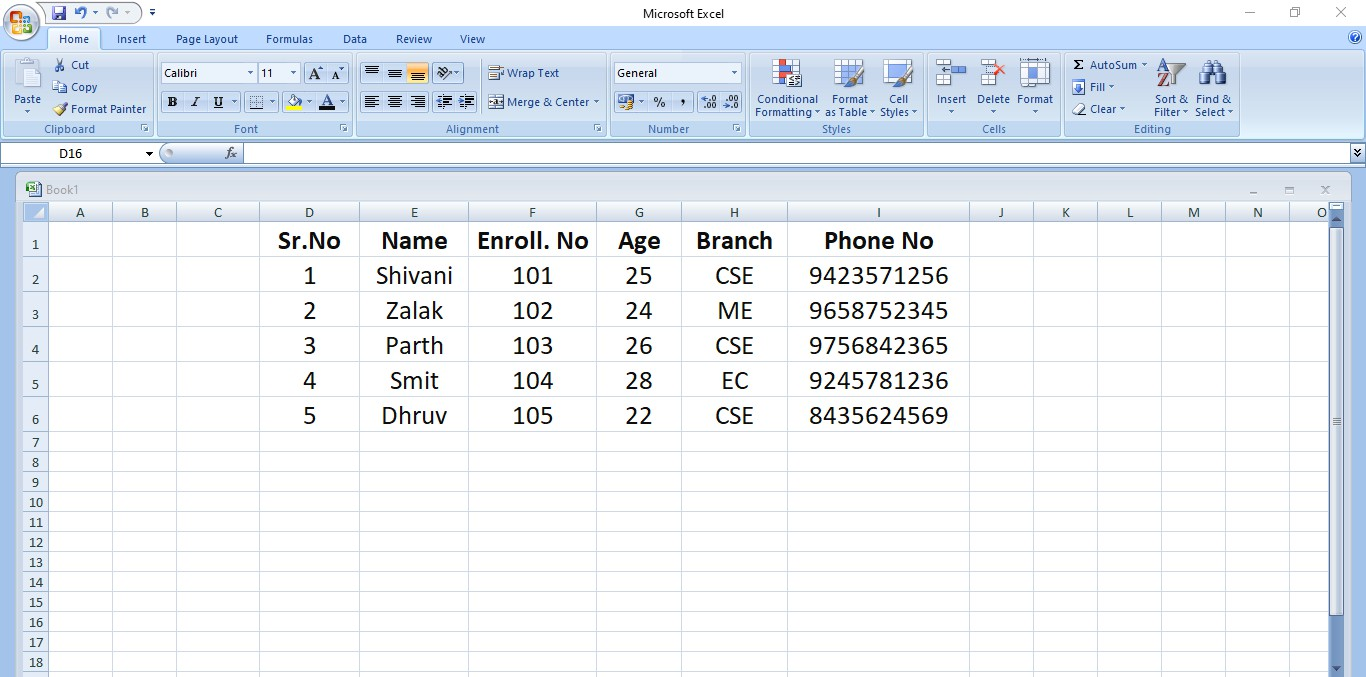 Microsoft Excel
Home Insert Page Layout Formulas Data Review View
Cut
Copy
Format Painter
Paste
Clipboard
Calibri 11 A A
B I U A
Font
Wrap Text
Merge & Center
Alignment
General
% , .00 .0
Number
Conditional Formatting
Format as Table
Cell Styles
Styles
Insert Delete Format
Cells
Σ AutoSum
Fill
Clear
Sort & Filter
Find & Select
Editing
D16 fx
Book1
A B C D E F G H I J K L M N O
1 Sr.No Name Enroll. No Age Branch Phone No
2 1 Shivani 101 25 CSE 9423571256
3 2 Zalak 102 24 ME 9658752345
4 3 Parth 103 26 CSE 9756842365
5 4 Smit 104 28 EC 9245781236
6 5 Dhruv 105 22 CSE 8435624569
7
8
9
10
11
12
13
14
15
16
17
18